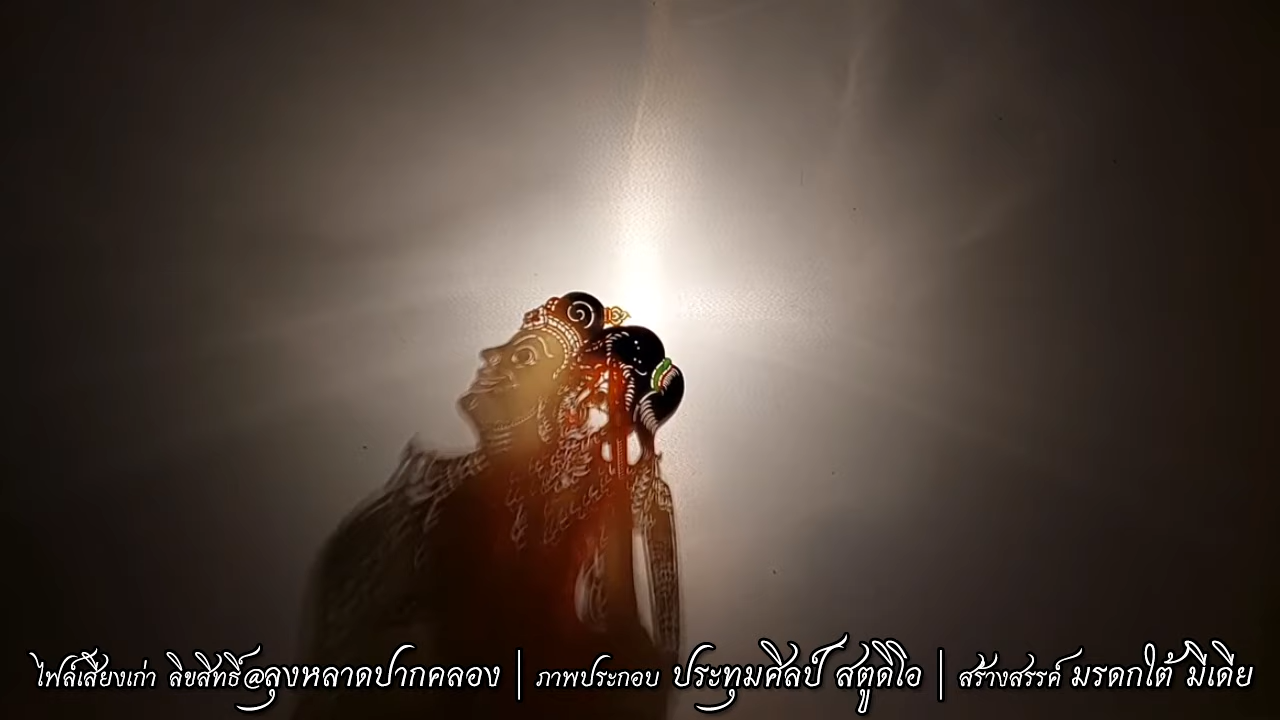 ไฟล์เสียงเก่า ลิขสิทธิ์@ลุงหลาดปากคลอง | ภาพประกอบ ประทุมศิลป์ สตูดิโอ | สร้างสรรค์ มรดกใต้ มีเดีย